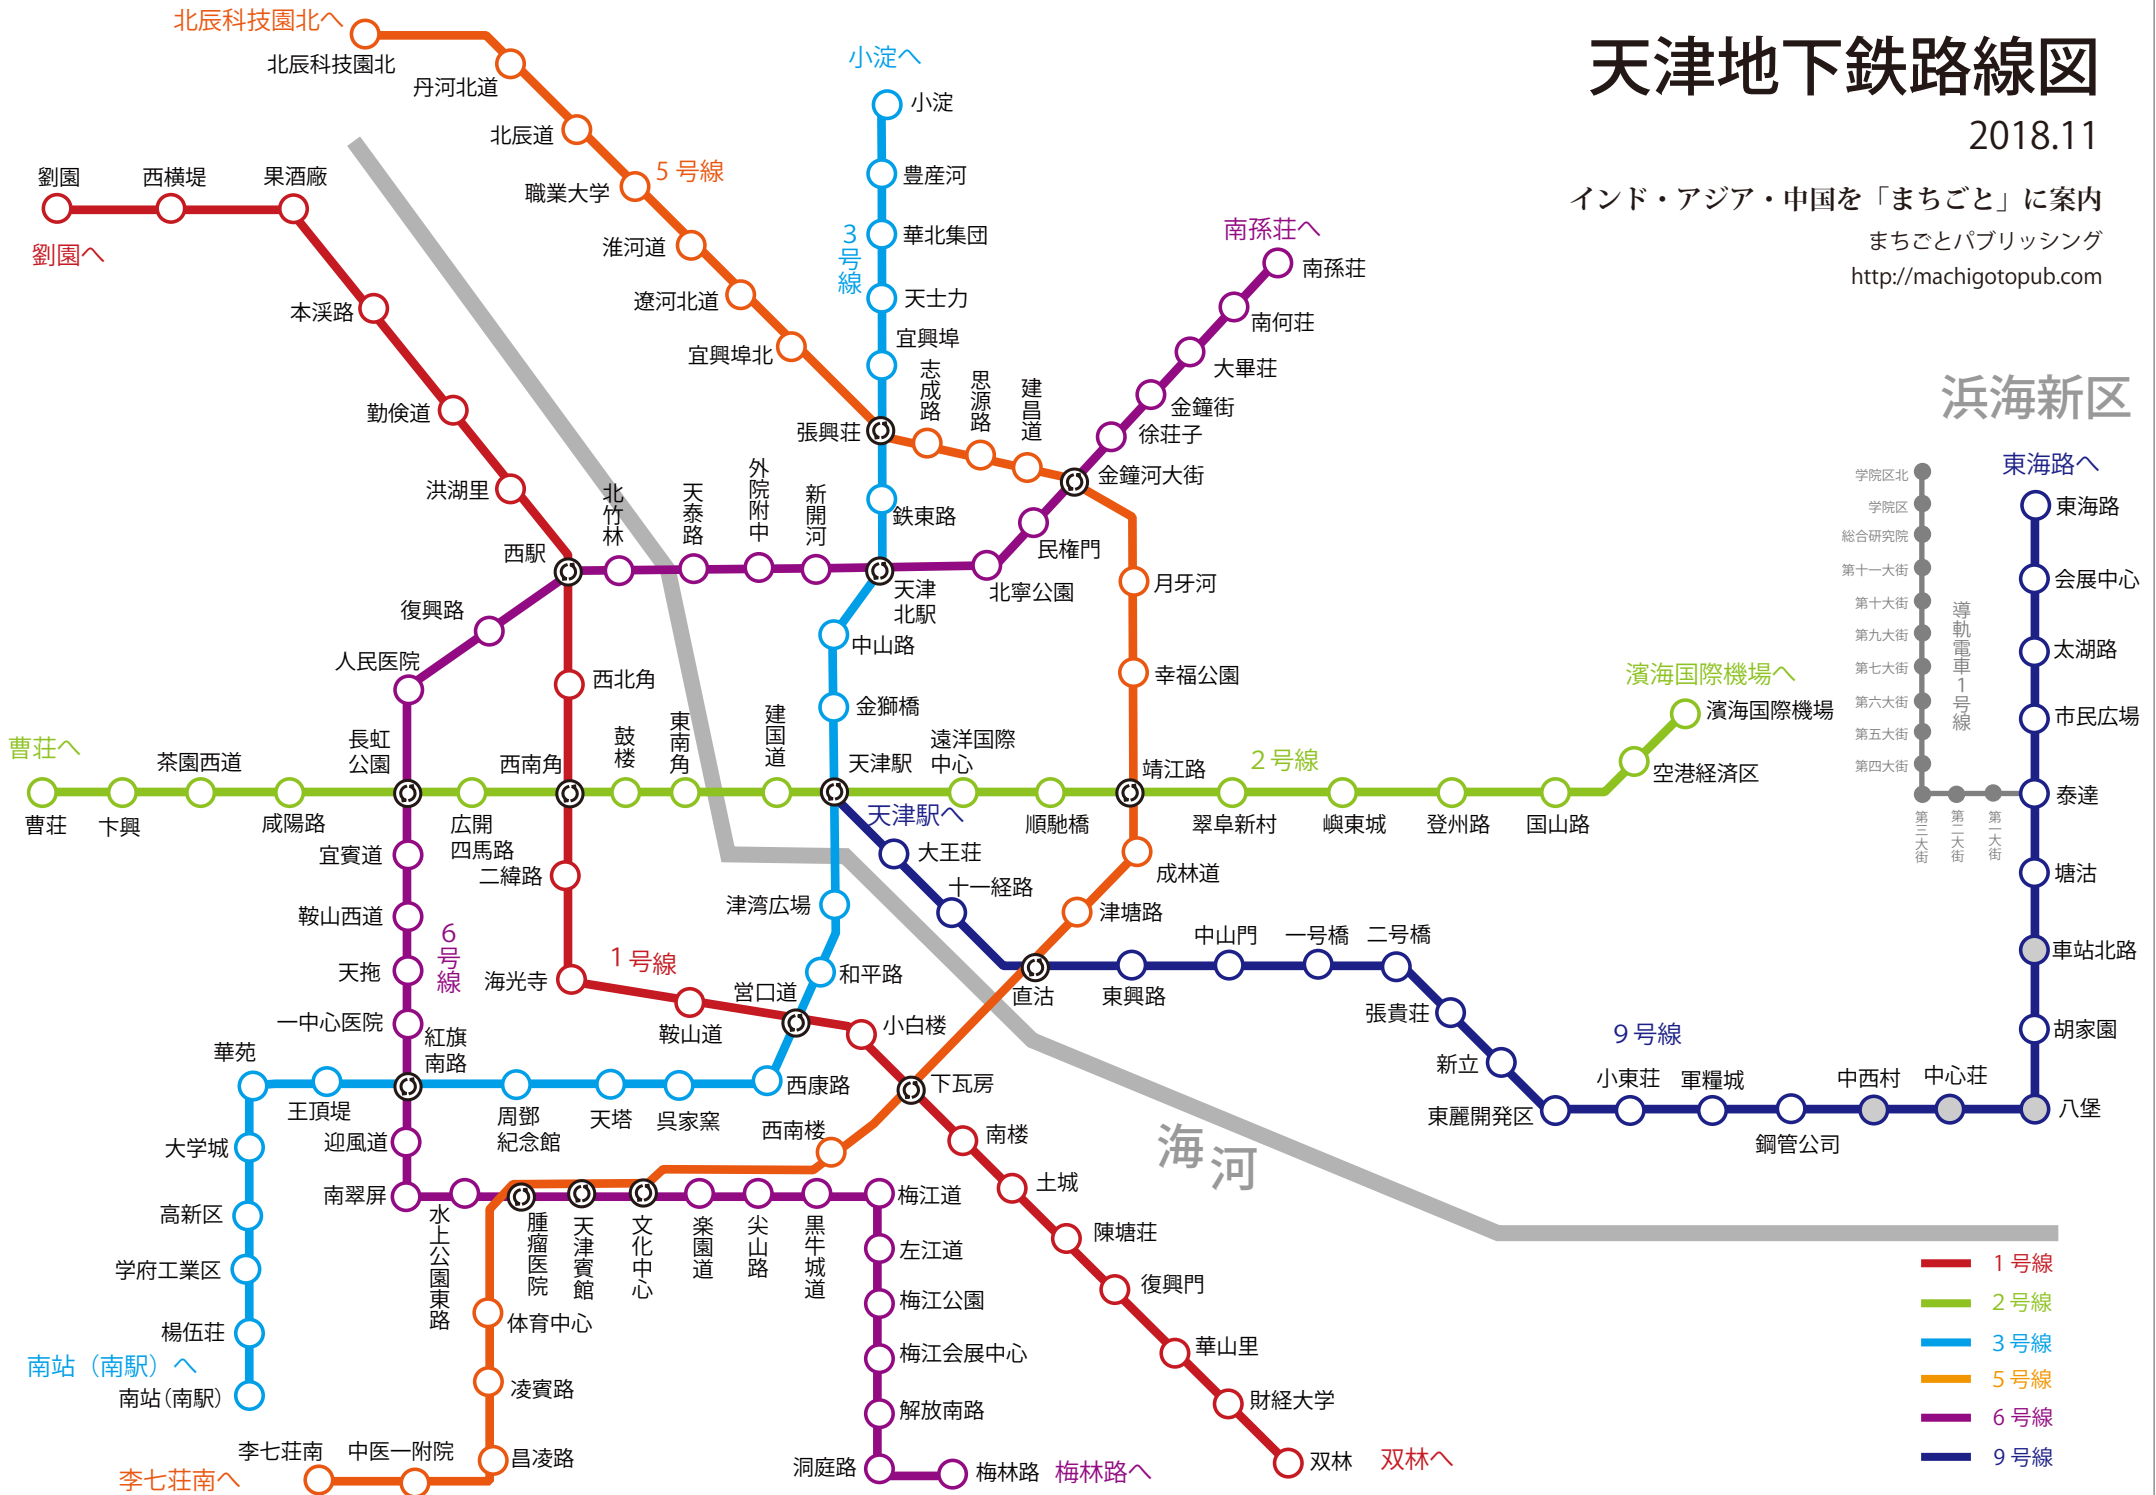 天津地下鉄路線図
2018.11
インド・アジア・中国を「まちごと」に案内
まちごとパブリッシング
http://machigotopub.com
北辰科技園北へ
北辰科技園北
丹河北道
北辰道
職業大学
5 号線
淮河道
遼河北道
宜興埠北
張興荘
志成路
思源路
建昌道
金鐘河大街
月牙河
幸福公園
靖江路
成林道
津塘路
直沽
下瓦房
西南楼
文化中心
天津賓館
腫瘤医院
体育中心
凌賓路
昌凌路
中医一附院
李七荘南
李七荘南へ
劉園
西横堤
果酒廠
劉園へ
本渓路
勤倹道
洪湖里
西駅
西北角
西南角
二緯路
海光寺
1 号線
鞍山道
営口道
小白楼
南楼
土城
陳塘荘
復興門
華山里
財経大学
双林
双林へ
小淀へ
小淀
豊産河
3
号
線
華北集団
天士力
宜興埠
鉄東路
天津
北駅
中山路
金獅橋
天津駅
津湾広場
和平路
西康路
呉家窯
天塔
周鄧
紀念館
紅旗
南路
王頂堤
華苑
大学城
高新区
学府工業区
楊伍荘
南站（南駅）へ
南站(南駅)
南孫荘へ
南孫荘
南何荘
大畢荘
金鐘街
徐荘子
民権門
北寧公園
新開河
外院附中
天泰路
北竹林
復興路
人民医院
長虹
公園
宜賓道
鞍山西道
6
号
線
天拖
一中心医院
迎風道
南翠屏
水上公園東路
楽園道
尖山路
黒牛城道
梅江道
左江道
梅江公園
梅江会展中心
解放南路
洞庭路
梅林路
梅林路へ
曹荘へ
曹荘
卞興
茶園西道
咸陽路
広開
四馬路
鼓楼
東南角
建国道
遠洋国際
中心
順馳橋
2 号線
翠阜新村
嶼東城
登州路
国山路
空港経済区
濱海国際機場
濱海国際機場へ
天津駅へ
大王荘
十一経路
東興路
中山門
一号橋
二号橋
張貴荘
新立
9 号線
東麗開発区
小東荘
軍糧城
鋼管公司
中西村
中心荘
八堡
胡家園
車站北路
塘沽
泰達
市民広場
太湖路
会展中心
東海路
東海路へ
浜海新区
学院区北
学院区
総合研究院
第十一大街
第十大街
第九大街
第七大街
第六大街
第五大街
第四大街
第三大街
第二大街
第一大街
導軌電車1号線
海河
1 号線
2 号線
3 号線
5 号線
6 号線
9 号線